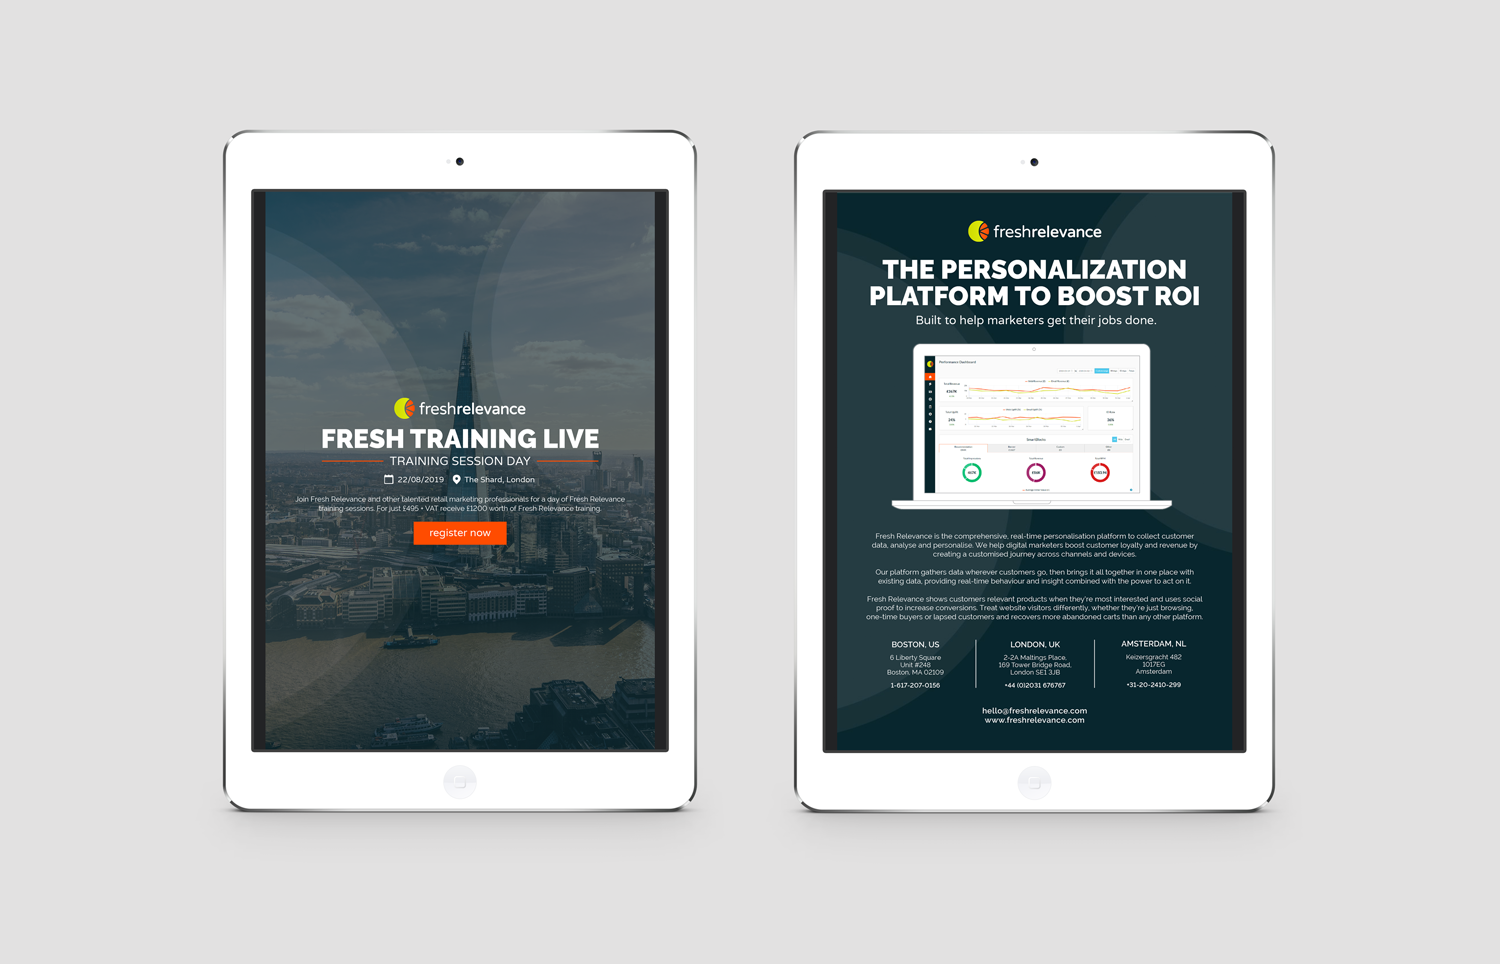 freshrelevance
FRESH TRAINING LIVE
TRAINING SESSION DAY
22/08/2019 The Shard, London
Join Fresh Relevance and other talented retail marketing professionals for a day of Fresh Relevance ...
training sessions. For just £495 + VAT receive £1200 worth of Fresh Relevance training.
register now
freshrelevance
THE PERSONALIZATION
PLATFORM TO BOOST ROI
Built to help marketers get their jobs done.
Performance Dashboard
Total Revenue
SmartBlocks
Fresh Relevance is the comprehensive, real-time personalisation platform to collect customer
data, analyse and personalise. We help digital marketers boost customer loyalty and revenue by
creating a customised journey across channels and devices.
Our platform gathers data wherever customers go, then brings it all together in one place with
existing data, providing real-time behaviour and insight combined with the power to act on it.
Fresh Relevance shows customers relevant products when they're most interested and uses social
proof to increase conversions. Treat website visitors differently, whether they're just browsing,
one-time buyers or lapsed customers and recovers more abandoned carts than any other platform.
BOSTON, US
6 Liberty Square
Unit #248
Boston, MA 02109
1-617-207-0156
LONDON, UK
2-2A Maltings Place,
169 Tower Bridge Road,
London SE1 3JB
+44 (0)2031 676767
AMSTERDAM, NL
Keizersgracht 482
1017EG
Amsterdam
+31-20-2410-299
hello@freshrelevance.com
www.freshrelevance.com